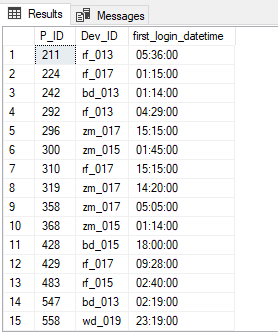 Results Messages
P_ID Dev_ID first_login_datetime
1 211 rf_013 05:36:00
2 224 rf_017 01:15:00
3 242 bd_013 01:14:00
4 292 rf_013 04:29:00
5 296 zm_017 15:15:00
6 300 zm_015 01:45:00
7 310 rf_017 15:15:00
8 319 zm_017 14:20:00
9 358 zm_017 05:05:00
10 368 zm_015 01:14:00
11 428 bd_015 18:00:00
12 429 rf_017 09:28:00
13 483 rf_015 02:40:00
14 547 bd_013 02:19:00
15 558 wd_019 23:19:00